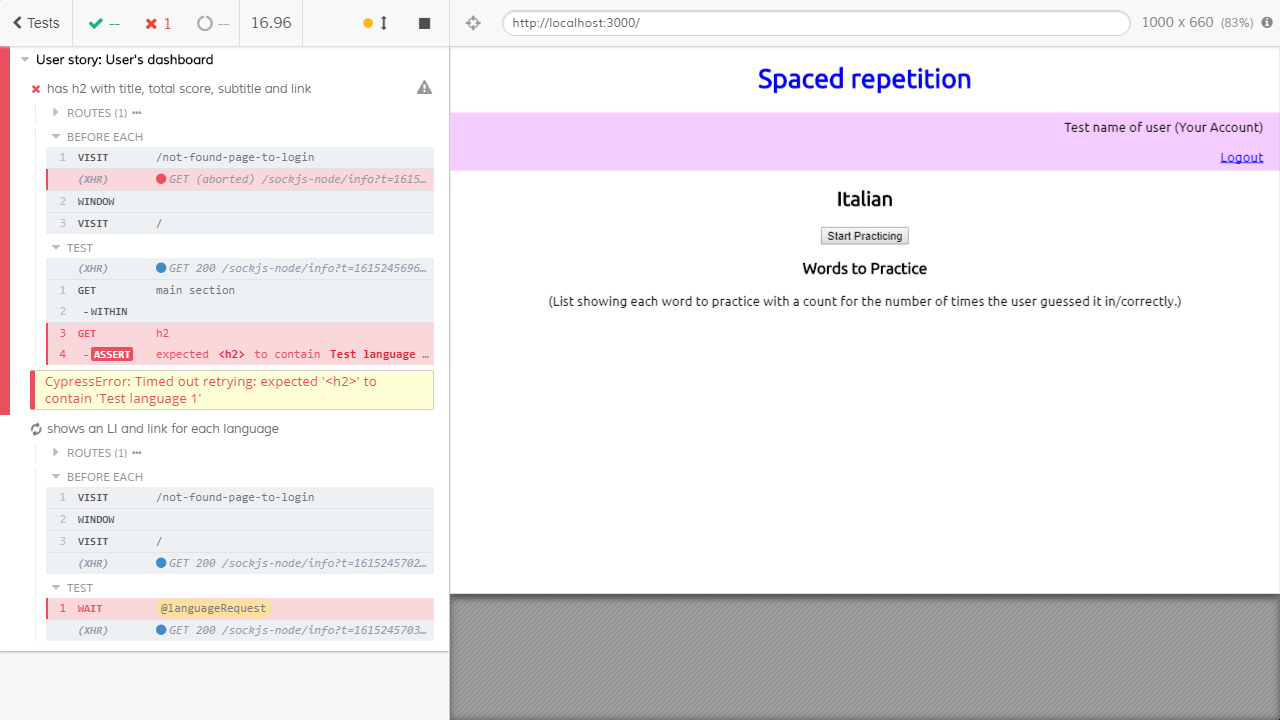 Tests
--
1
--
16.96
User story: User's dashboard
has h2 with title, total score, subtitle and link
ROUTES (1)
BEFORE EACH
1 VISIT /not-found-page-to-login
(XHR) GET (aborted) /sockjs-node/info?t=1615…
2 WINDOW
3 VISIT /
TEST
(XHR) GET 200 /sockjs-node/info?t=1615245696…
1 GET main section
2 -WITHIN
3 GET h2
4 -ASSERT expected <h2> to contain Test language …
CypressError: Timed out retrying: expected '<h2>' to
contain 'Test language 1'
shows an LI and link for each language
ROUTES (1)
BEFORE EACH
1 VISIT /not-found-page-to-login
2 WINDOW
3 VISIT /
(XHR) GET 200 /sockjs-node/info?t=1615245702…
TEST
1 WAIT @languageRequest
(XHR) GET 200 /sockjs-node/info?t=1615245703…
http://localhost:3000/
1000 x 660 (83%)
Spaced repetition
Test name of user (Your Account)
Logout
Italian
Start Practicing
Words to Practice
(List showing each word to practice with a count for the number of times the user guessed it in/correctly.)